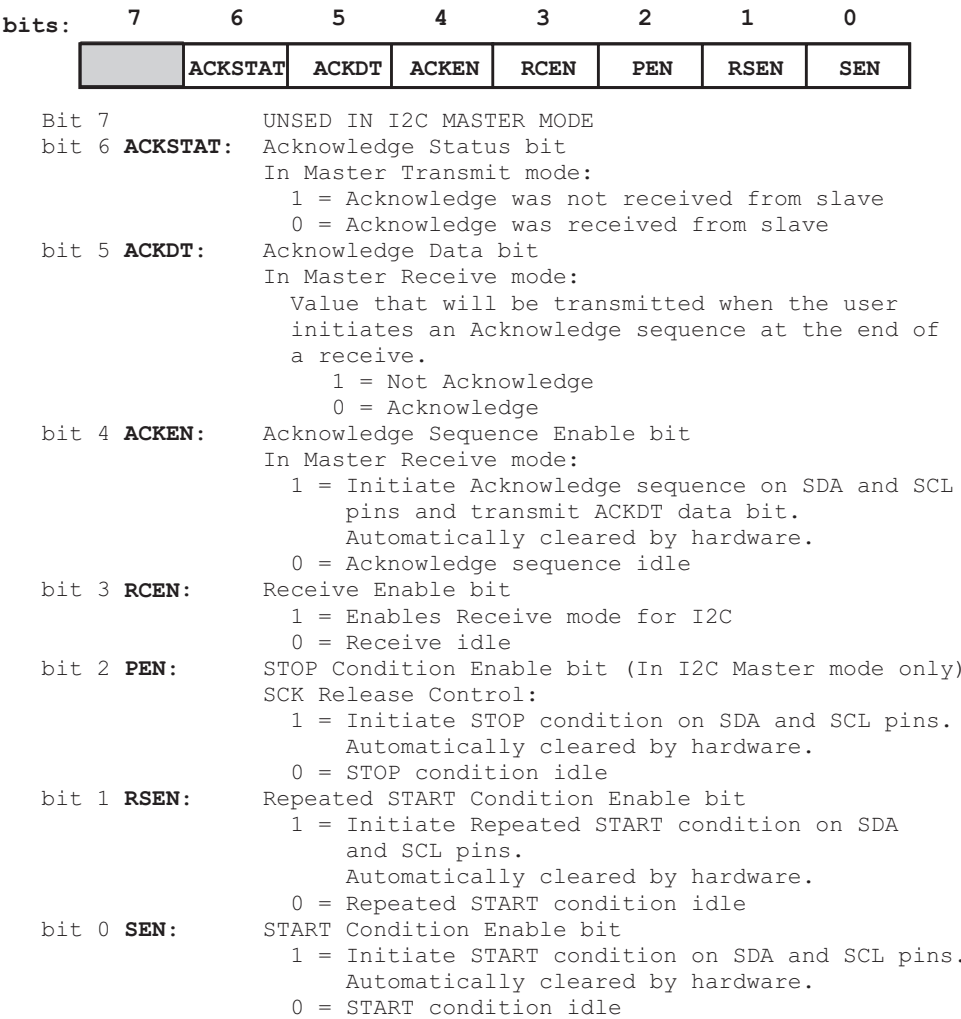 bits: 7 6 5 4 3 2 1 0
ACKSTAT ACKDT ACKEN RCEN PEN RSEN SEN
Bit 7 UNSED IN I2C MASTER MODE
bit 6 ACKSTAT: Acknowledge Status bit
In Master Transmit mode:
1 = Acknowledge was not received from slave
0 = Acknowledge was received from slave
bit 5 ACKDT: Acknowledge Data bit
In Master Receive mode:
Value that will be transmitted when the user
initiates an Acknowledge sequence at the end of
a receive.
1 = Not Acknowledge
0 = Acknowledge
bit 4 ACKEN: Acknowledge Sequence Enable bit
In Master Receive mode:
1 = Initiate Acknowledge sequence on SDA and SCL
pins and transmit ACKDT data bit.
Automatically cleared by hardware.
0 = Acknowledge sequence idle
bit 3 RCEN: Receive Enable bit
1 = Enables Receive mode for I2C
0 = Receive idle
bit 2 PEN: STOP Condition Enable bit (In I2C Master mode only)
SCK Release Control:
1 = Initiate STOP condition on SDA and SCL pins.
Automatically cleared by hardware.
0 = STOP condition idle
bit 1 RSEN: Repeated START Condition Enable bit
1 = Initiate Repeated START condition on SDA
and SCL pins.
Automatically cleared by hardware.
0 = Repeated START condition idle
bit 0 SEN: START Condition Enable bit
1 = Initiate START condition on SDA and SCL pins.
Automatically cleared by hardware.
0 = START condition idle